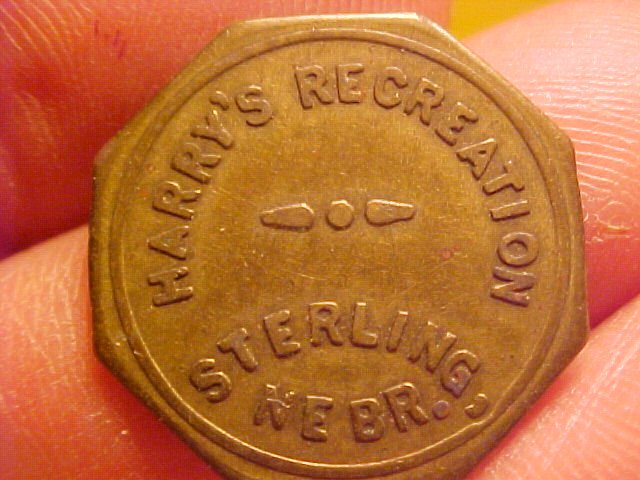 HARRY'S RECREATION
STERLING,
NEBR.